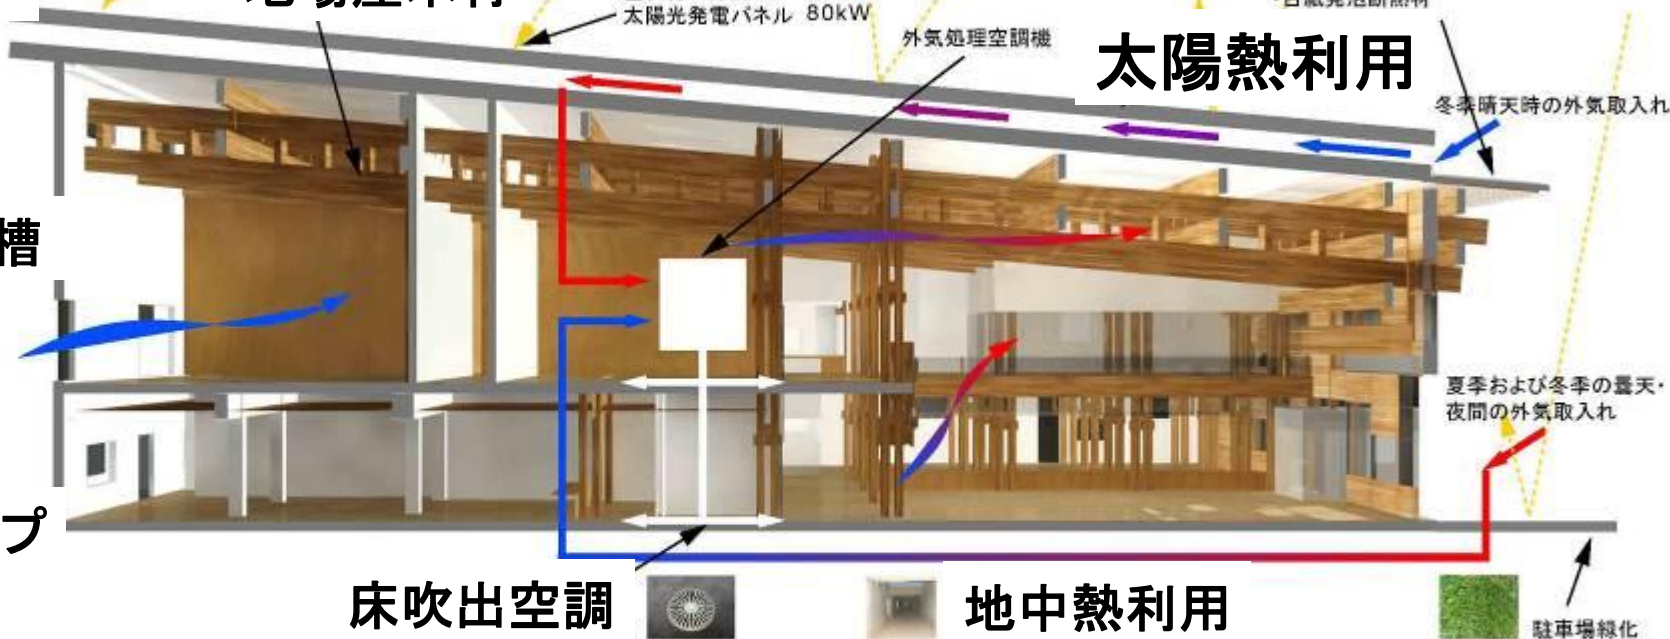 太陽光発電パネル 80kW
外気処理空調機
太陽熱利用
冬季晴天時の外気取入れ
槽
夏季および冬季の曇天・
夜間の外気取入れ
プ
床吹出空調
地中熱利用
駐車場緑化